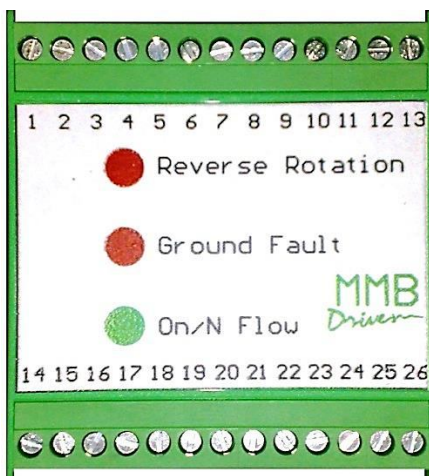 1 2 3 4 5 6 7 8 9 10 11 12 13
Reverse Rotation
Ground Fault
On/N Flow
MMB
Drives
14 15 16 17 18 19 20 21 22 23 24 25 26